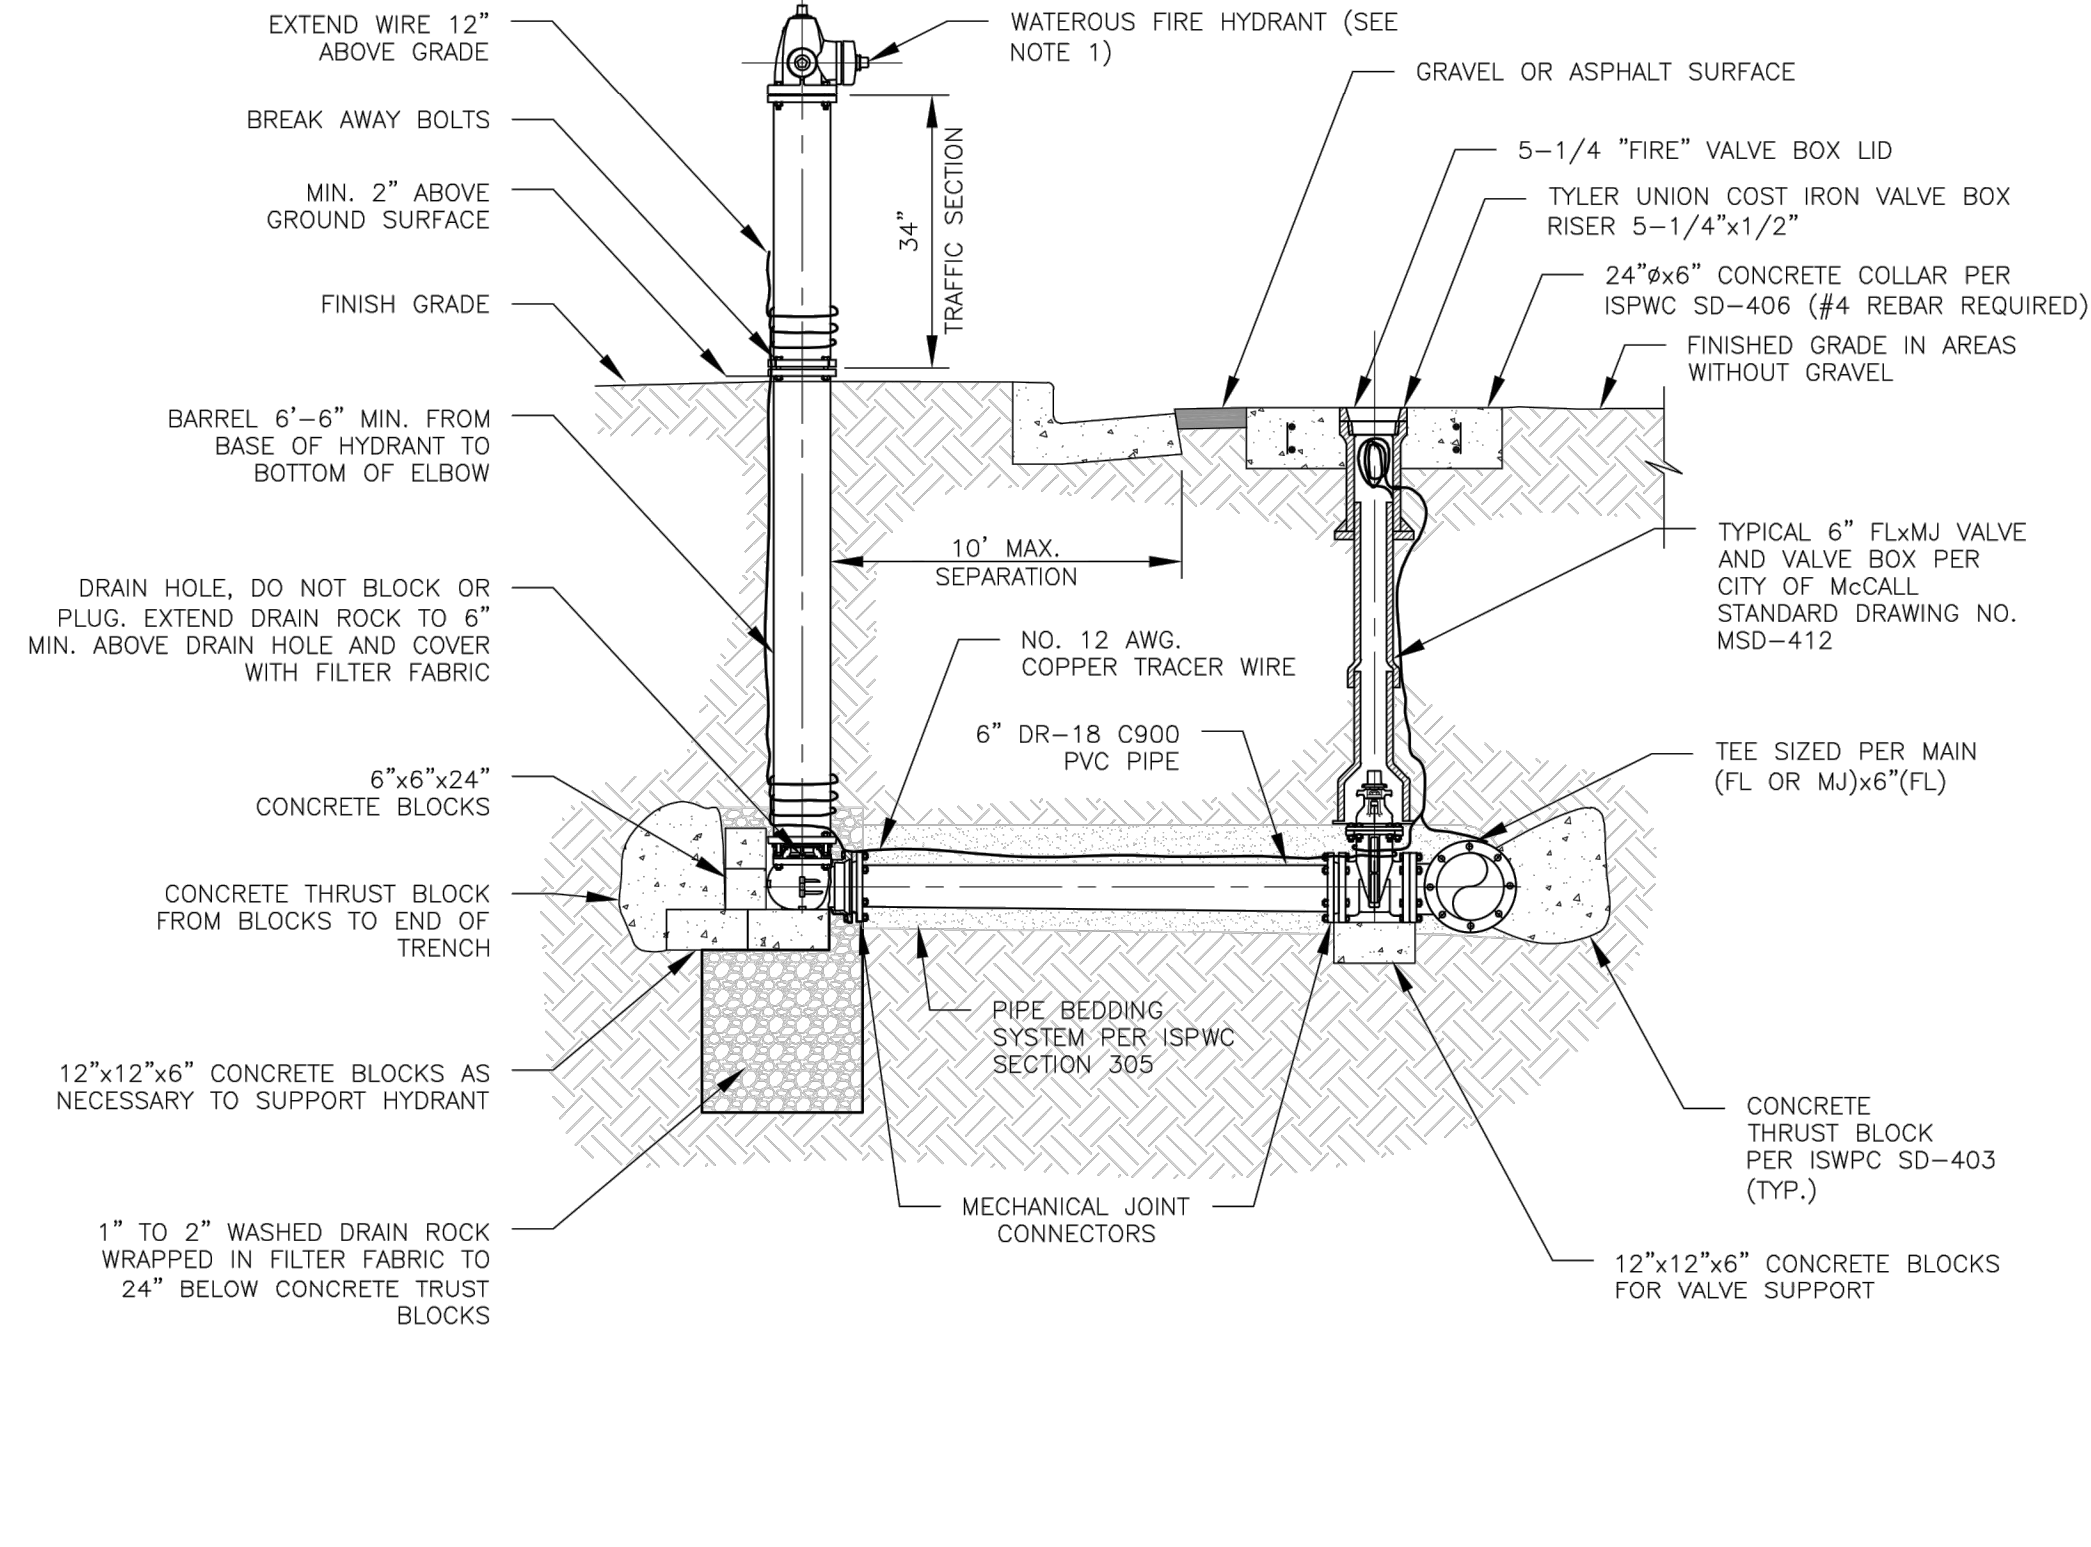 EXTEND WIRE 12"
ABOVE GRADE
BREAK AWAY BOLTS
MIN. 2" ABOVE
GROUND SURFACE
FINISH GRADE
BARREL 6'-6" MIN. FROM
BASE OF HYDRANT TO
BOTTOM OF ELBOW
DRAIN HOLE, DO NOT BLOCK OR
PLUG. EXTEND DRAIN ROCK TO 6"
MIN. ABOVE DRAIN HOLE AND COVER
WITH FILTER FABRIC
6"x6"x24"
CONCRETE BLOCKS
CONCRETE THRUST BLOCK
FROM BLOCKS TO END OF
TRENCH
12"x12"x6" CONCRETE BLOCKS AS
NECESSARY TO SUPPORT HYDRANT
1" TO 2" WASHED DRAIN ROCK
WRAPPED IN FILTER FABRIC TO
24" BELOW CONCRETE TRUST
BLOCKS
WATEROUS FIRE HYDRANT (SEE
NOTE 1)
34"
TRAFFIC SECTION
10' MAX.
SEPARATION
NO. 12 AWG.
COPPER TRACER WIRE
6" DR-18 C900
PVC PIPE
PIPE BEDDING
SYSTEM PER ISPWC
SECTION 305
MECHANICAL JOINT
CONNECTORS
GRAVEL OR ASPHALT SURFACE
5-1/4 "FIRE" VALVE BOX LID
TYLER UNION COST IRON VALVE BOX
RISER 5-1/4"x1/2"
24"øx6" CONCRETE COLLAR PER
ISPWC SD-406 (#4 REBAR REQUIRED)
FINISHED GRADE IN AREAS
WITHOUT GRAVEL
TYPICAL 6" FLxMJ VALVE
AND VALVE BOX PER
CITY OF McCALL
STANDARD DRAWING NO.
MSD-412
TEE SIZED PER MAIN
(FL OR MJ)x6"(FL)
CONCRETE
THRUST BLOCK
PER ISWPC SD-403
(TYP.)
12"x12"x6" CONCRETE BLOCKS
FOR VALVE SUPPORT